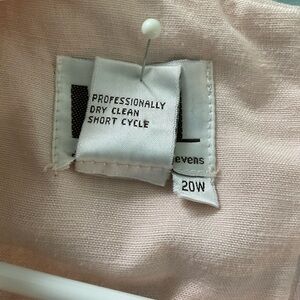 PROFESSIONALLY
DRY CLEAN
SHORT CYCLE
L
evens
20W